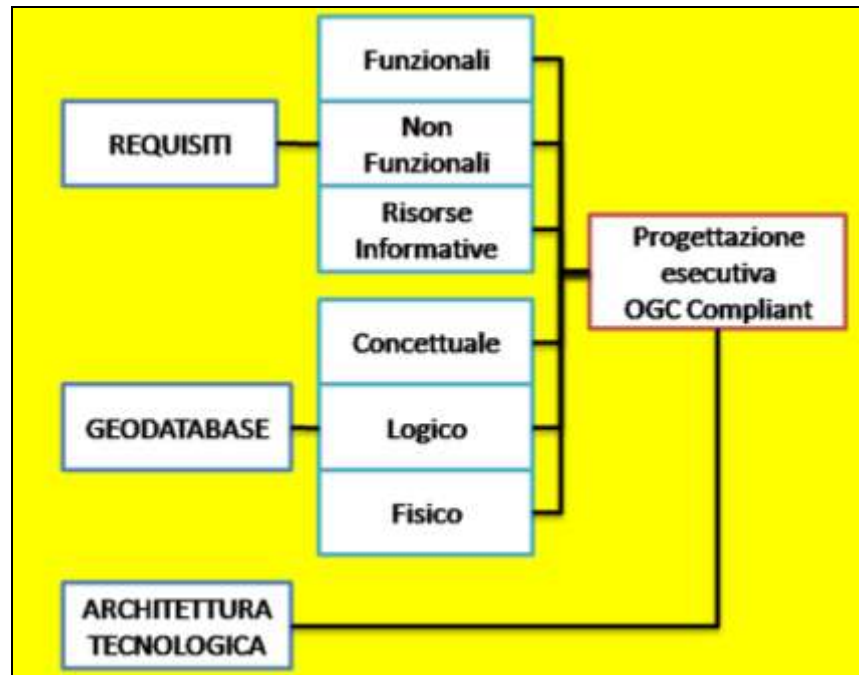 REQUISITI
Funzionali
Non
Funzionali
Risorse
Informative
GEODATABASE
Concettuale
Logico
Fisico
ARCHITETTURA
TECNOLOGICA
Progettazione
esecutiva
OGC Compliant